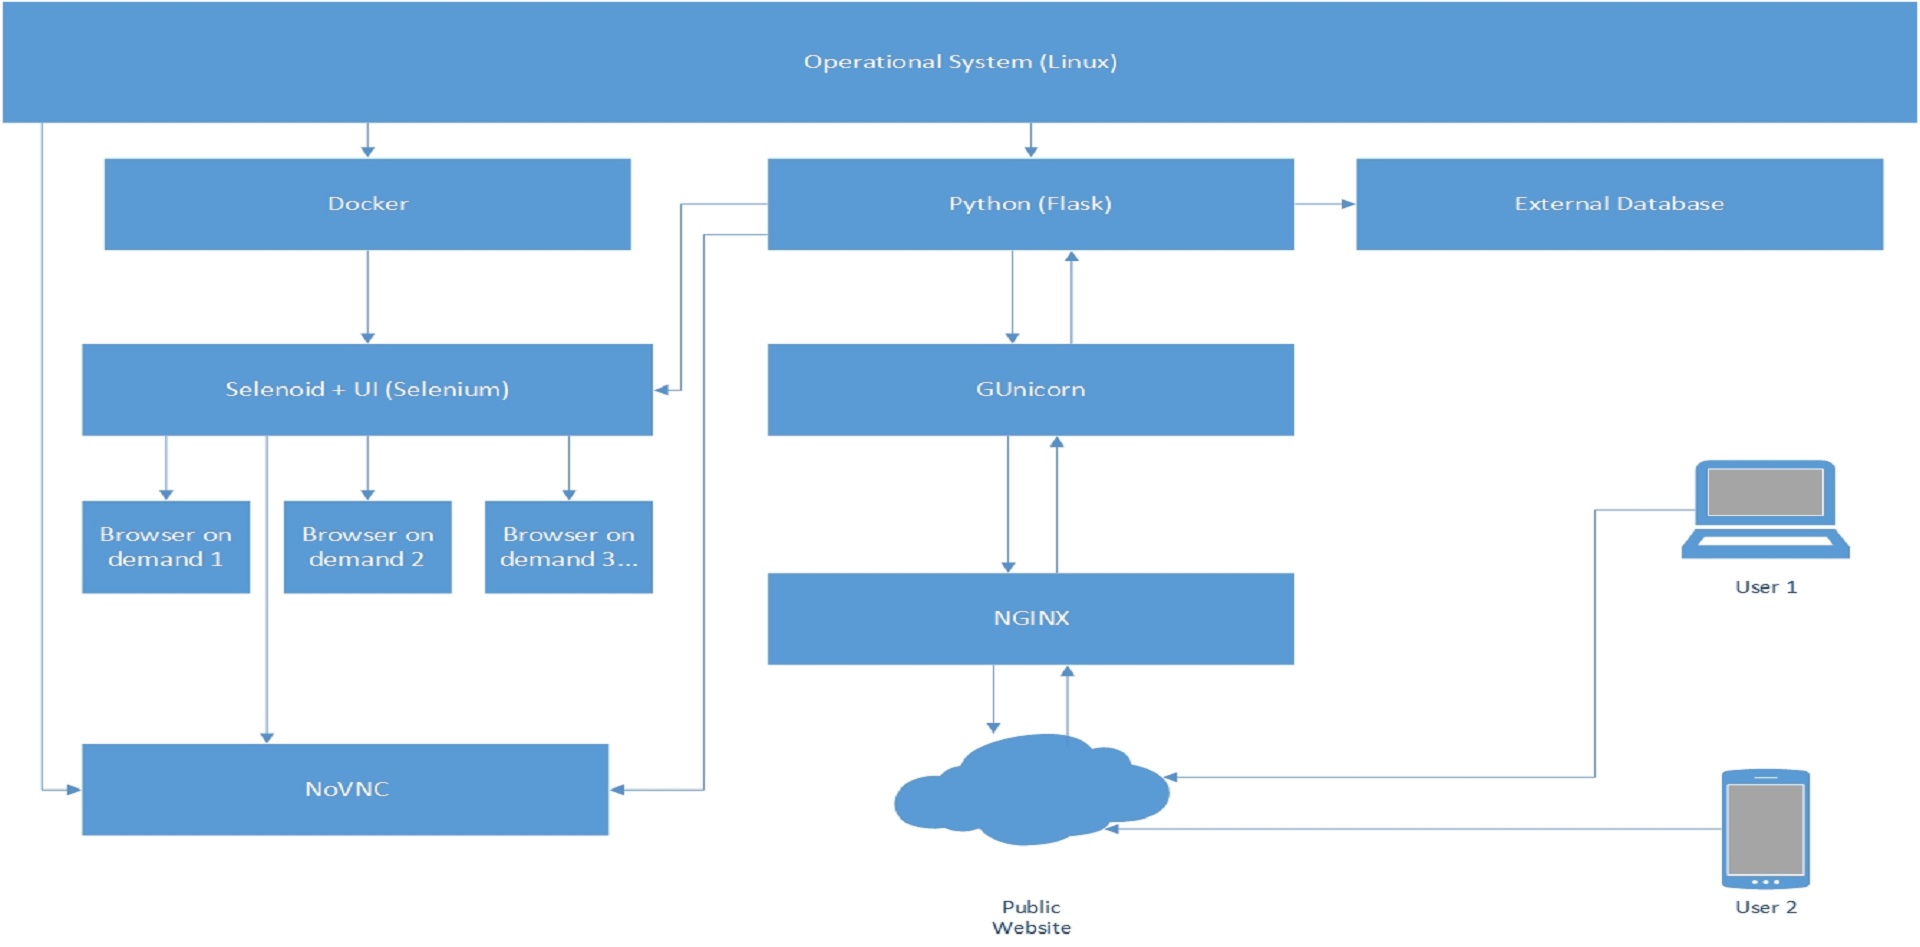 Operational System (Linux)
Docker
Python (Flask)
External Database
Selenoid + UI (Selenium)
GUnicorn
Browser on
demand 1
Browser on
demand 2
Browser on
demand 3...
NGINX
User 1
NoVNC
Public
Website
User 2